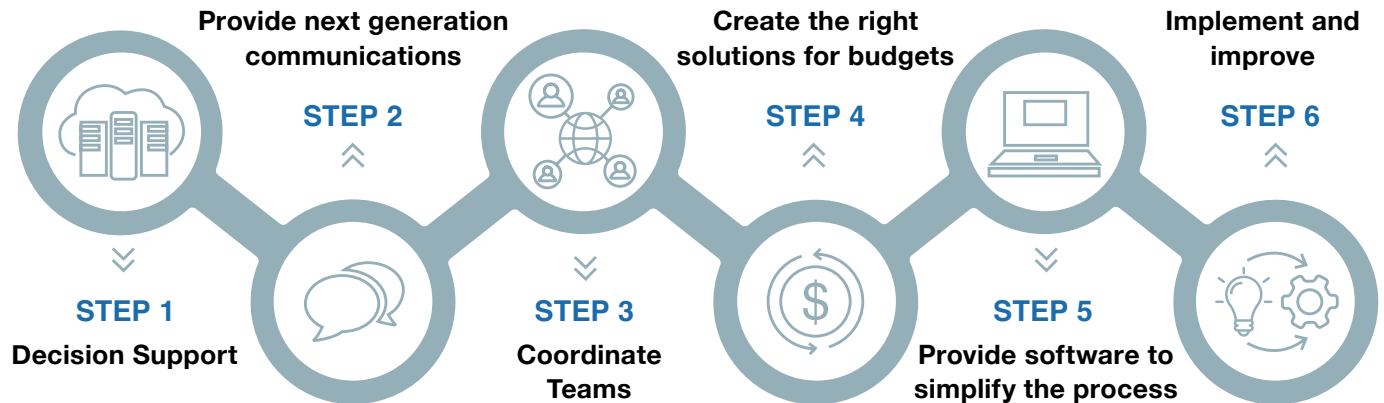 STEP 1
Decision Support
Provide next generation
communications
STEP 2
STEP 3
Coordinate
Teams
Create the right
solutions for budgets
STEP 4
$
STEP 5
Provide software to
simplify the process
Implement and
improve
STEP 6